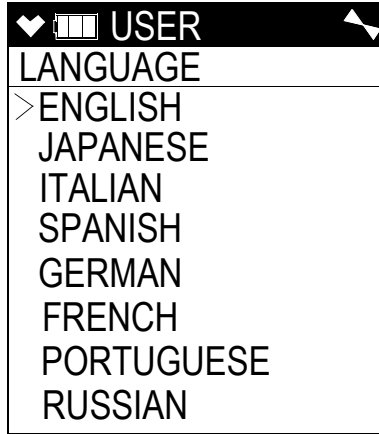 USER
LANGUAGE
>ENGLISH
JAPANESE
ITALIAN
SPANISH
GERMAN
FRENCH
PORTUGUESE
RUSSIAN